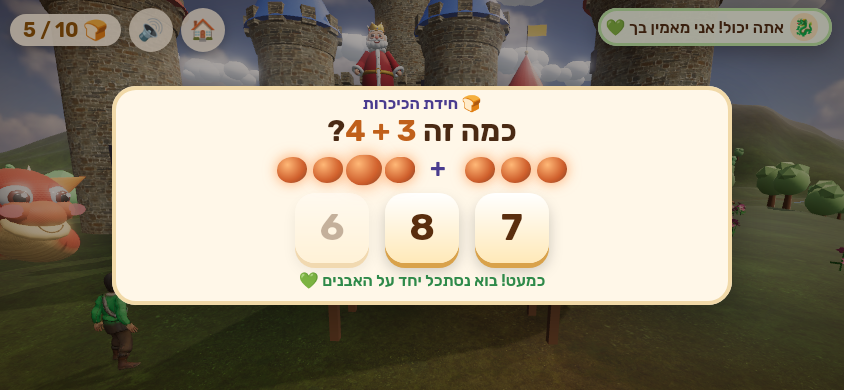 5 / 10
אתה יכול! אני מאמין בך 💚
חידת הכיכרות
כמה זה 3 + 4?
+
7 8 6
כמעט! בוא נסתכל יחד על האבנים 💚